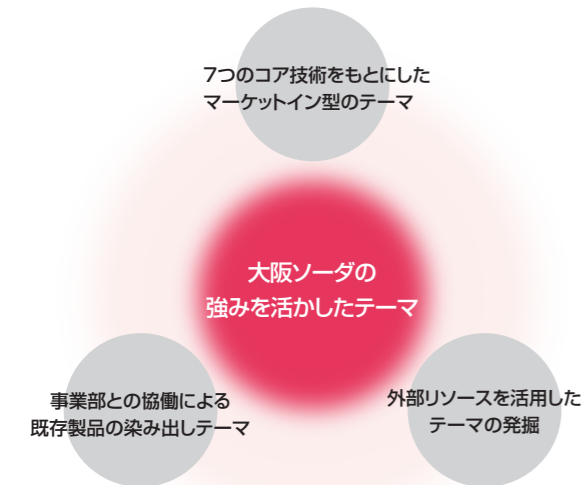 7つのコア技術をもとにした
マーケットイン型のテーマ
大阪ソーダの
強みを活かしたテーマ
事業部との協働による
既存製品の染み出しテーマ
外部リソースを活用した
テーマの発掘